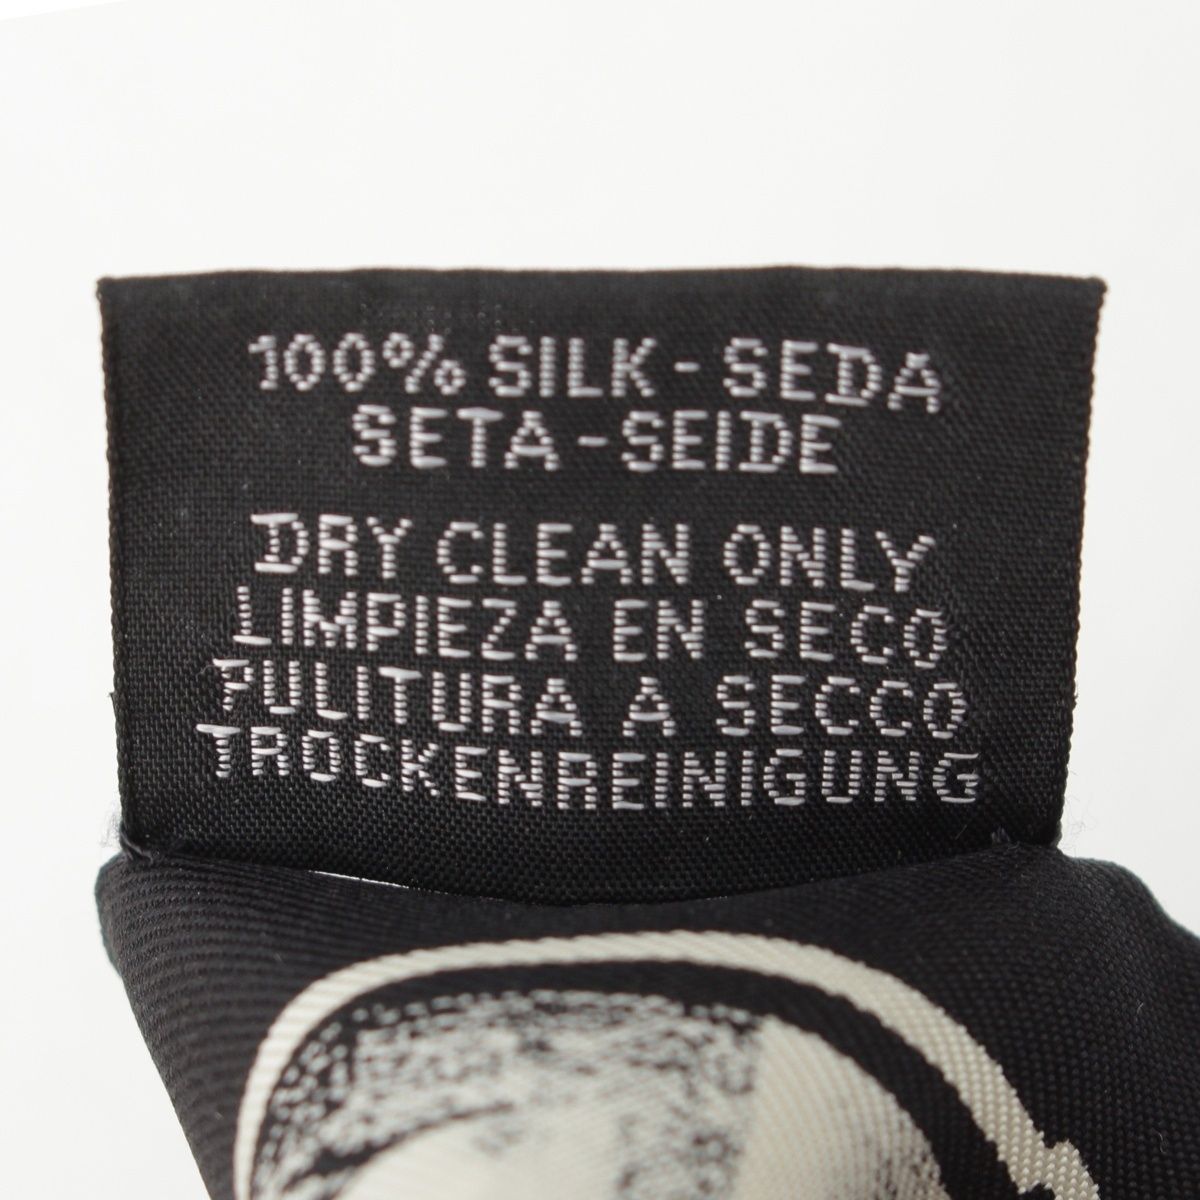 100% SILK - SEDA
SETA - SEIDE
DRY CLEAN ONLY
LIMPIEZA EN SECO
PULITURA A SECCO
TROCKENREINIGUNG